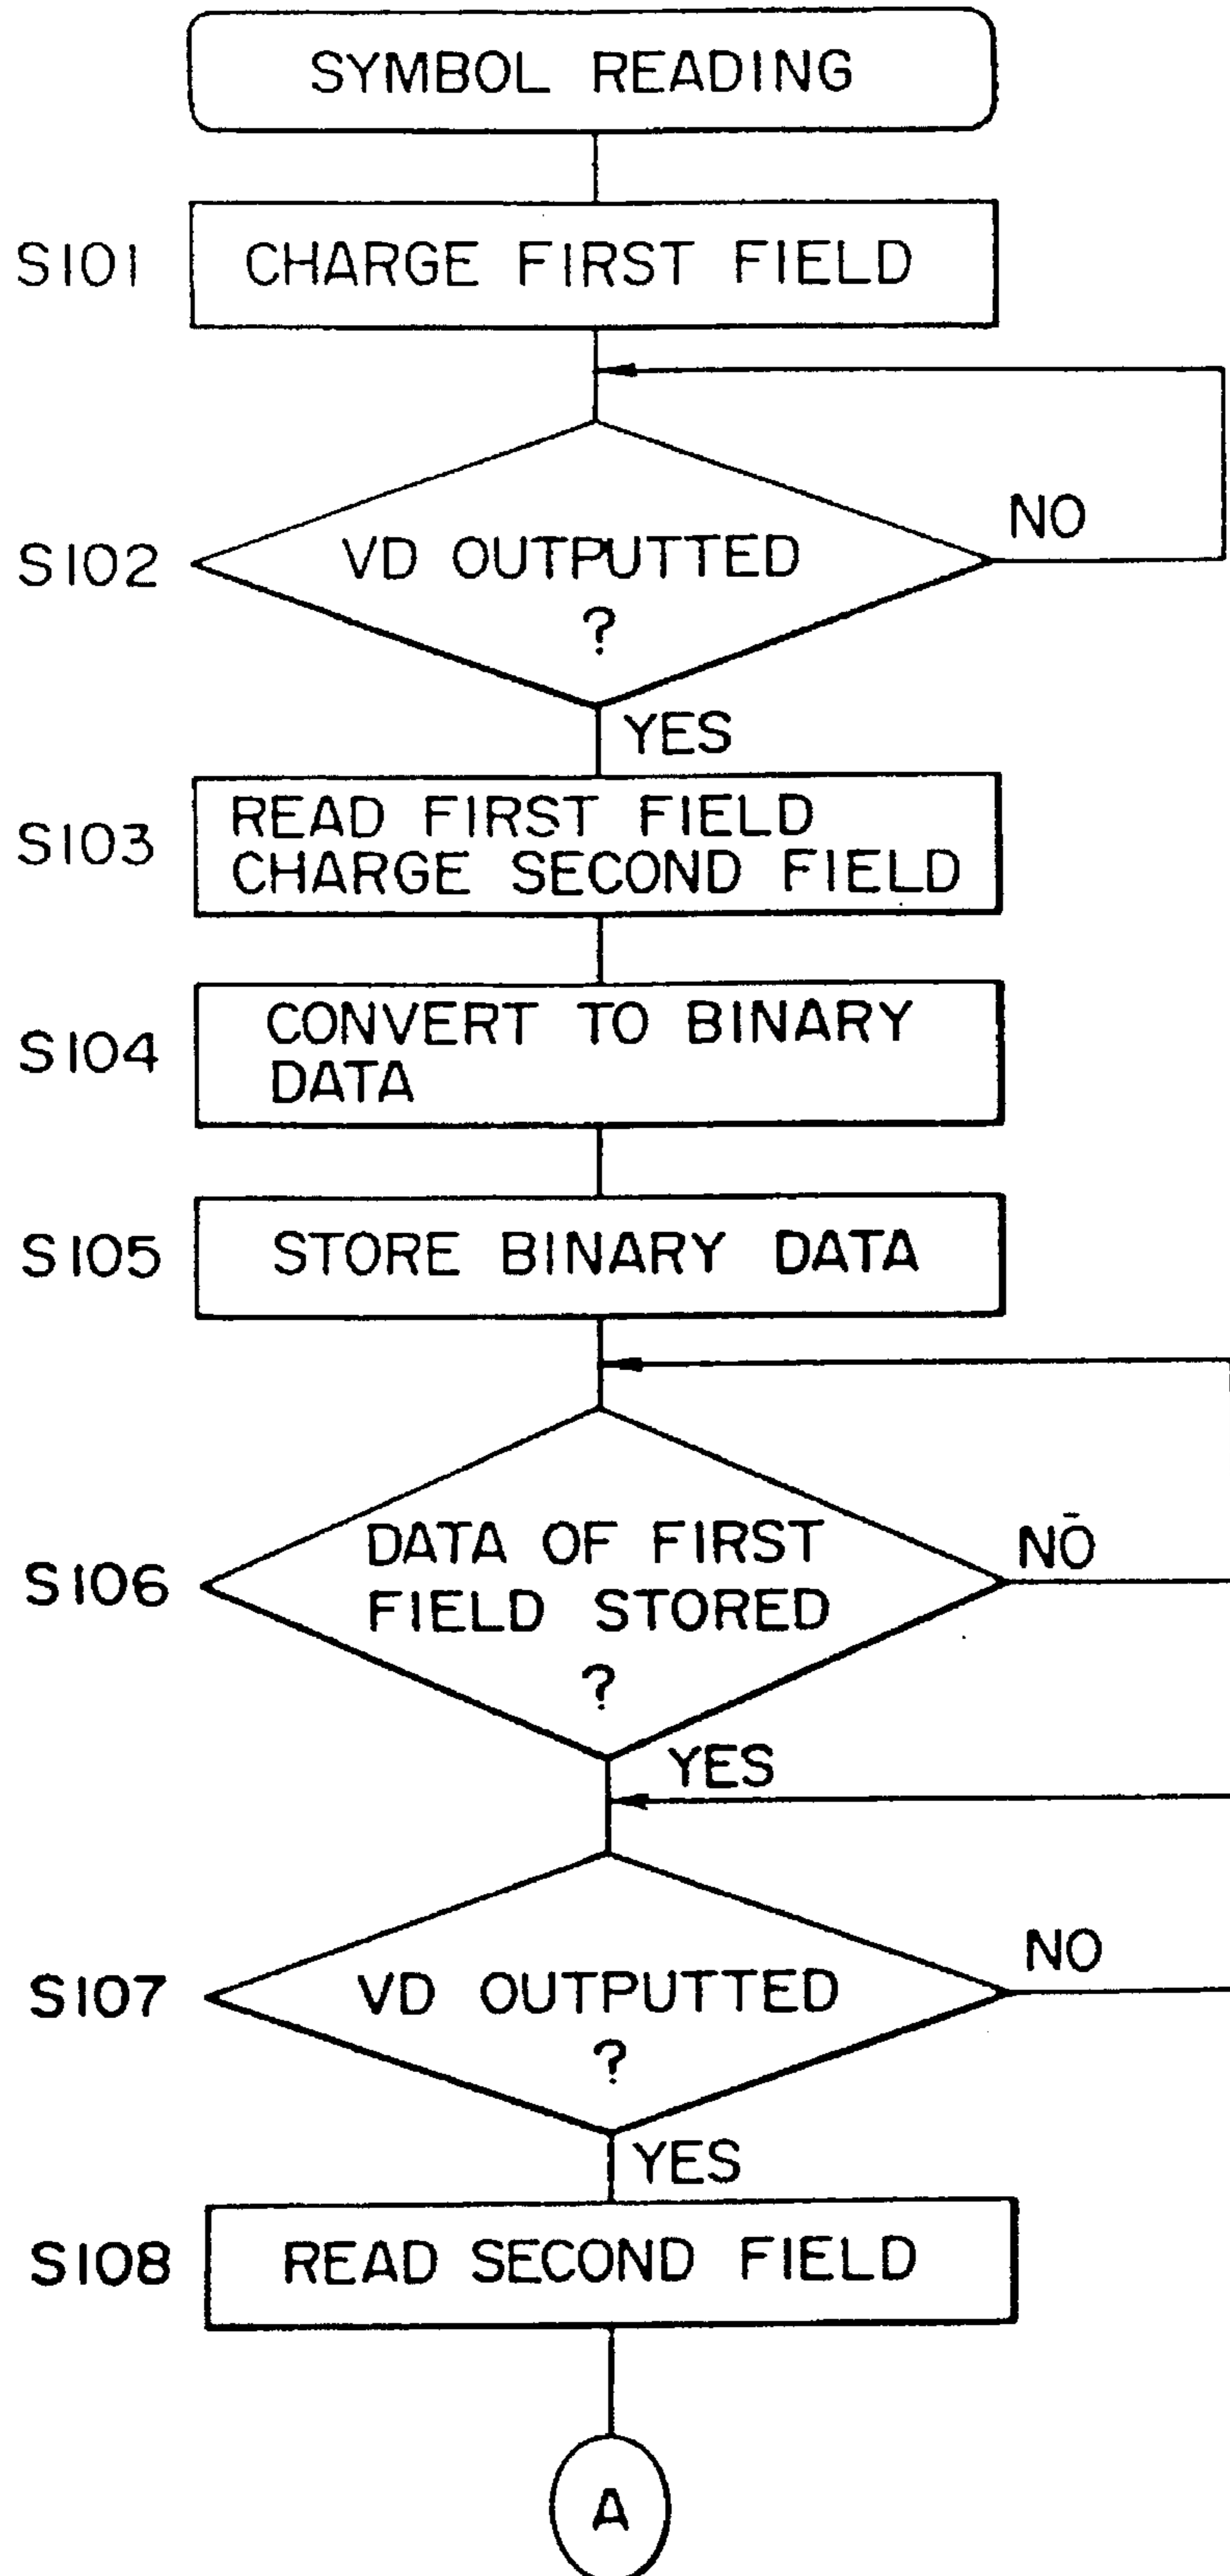 SYMBOL READING
S101 CHARGE FIRST FIELD
NO
S102 VD OUTPUTTED
?
YES
S103
READ FIRST FIELD
CHARGE SECOND FIELD
S104
CONVERT TO BINARY
DATA
S105 STORE BINARY DATA
S106
DATA OF FIRST
FIELD STORED
?
NO
YES
NO
S107 VD OUTPUTTED
?
YES
S108 READ SECOND FIELD
A